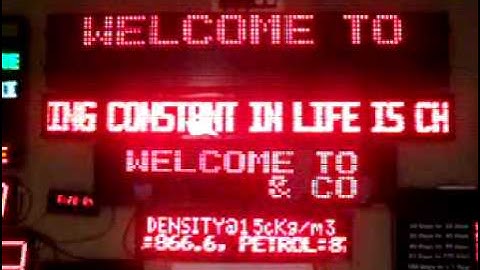 WELCOME TO
ING CONSTANT IN LIFE IS CH
WELCOME TO
& CO
DENSITY@15cKg/m3
:866.6, PETROL:8